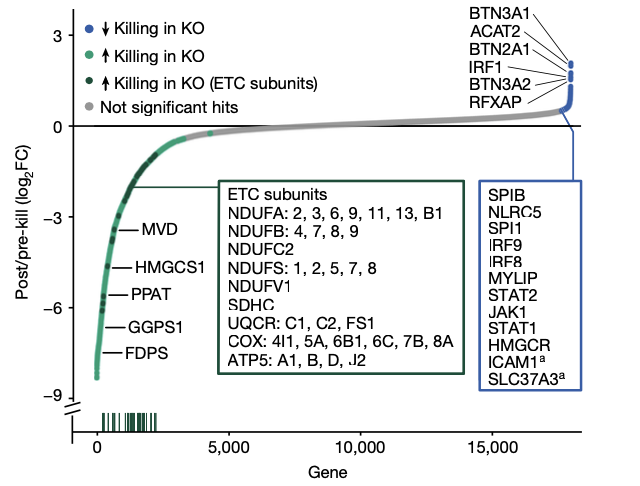 ↓ Killing in KO
↑ Killing in KO
↑ Killing in KO (ETC subunits)
Not significant hits
BTN3A1
ACAT2
BTN2A1
IRF1
BTN3A2
RFXAP
3
0
−3
−6
−9
Post/pre-kill (log2FC)
MVD
HMGCS1
PPAT
GGPS1
FDPS
ETC subunits
NDUFA: 2, 3, 6, 9, 11, 13, B1
NDUFB: 4, 7, 8, 9
NDUFC2
NDUFS: 1, 2, 5, 7, 8
NDUFV1
SDHC
UQCR: C1, C2, FS1
COX: 4I1, 5A, 6B1, 6C, 7B, 8A
ATP5: A1, B, D, J2
SPIB
NLRC5
SPI1
IRF9
IRF8
MYLIP
STAT2
JAK1
STAT1
HMGCR
ICAM1a
SLC37A3a
0
5,000
10,000
15,000
Gene